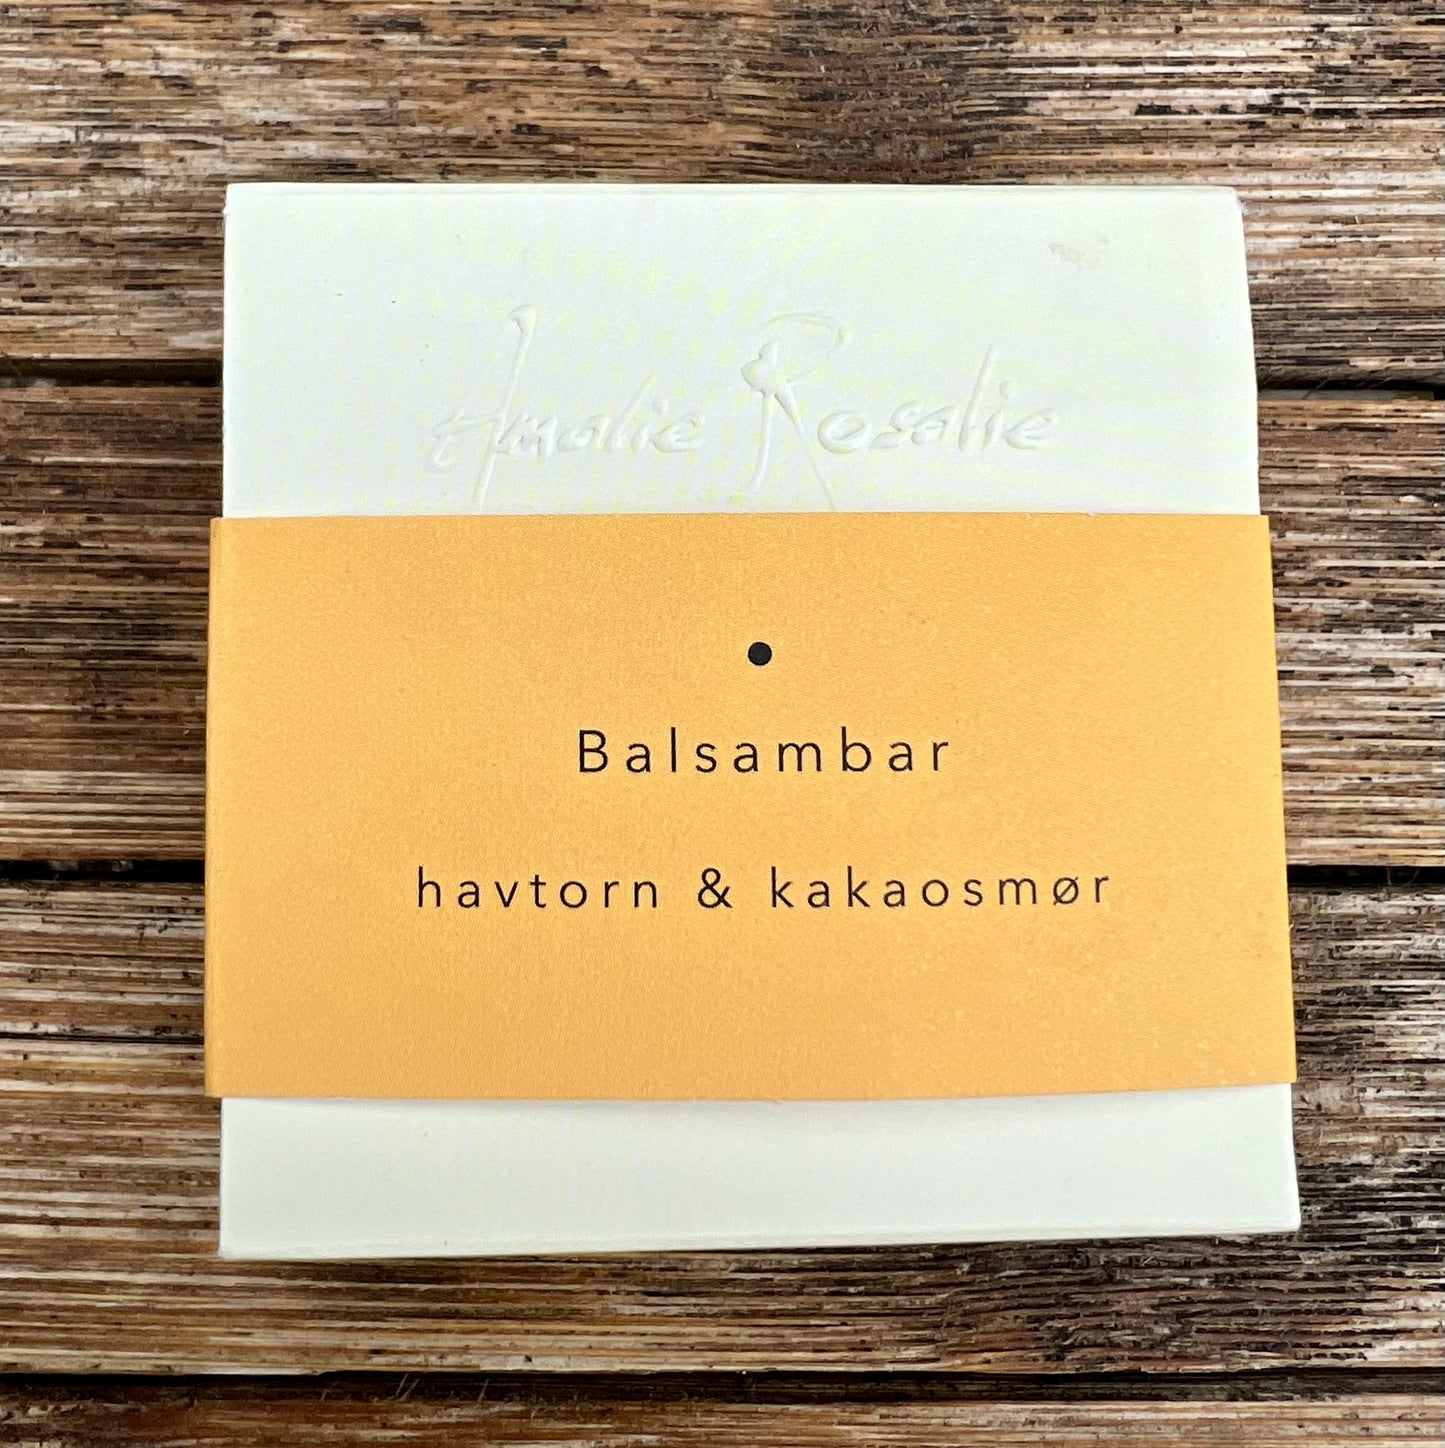 Amalie Rosalie
Balsambar
havtorn & kakaosmør